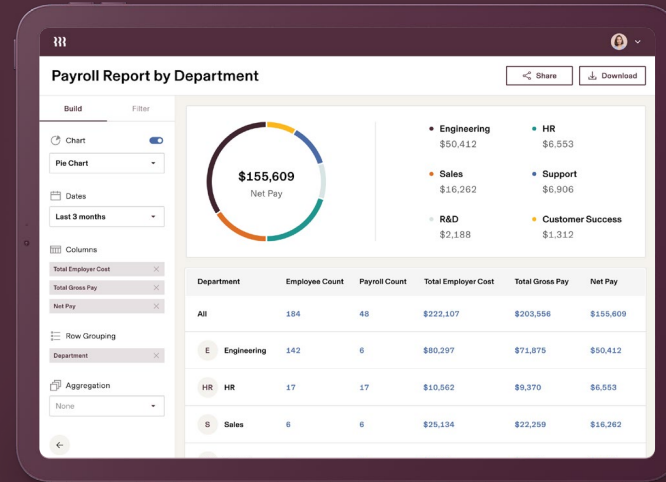 Payroll Report by Department
Share
Download
Build Filter
Chart
Pie Chart
Dates
Last 3 months
Columns
Total Employer Cost
Total Gross Pay
Net Pay
Row Grouping
Department
Aggregation
None
$155,609
Net Pay
Engineering
$50,412
HR
$6,553
Sales
$16,262
Support
$6,906
R&D
$2,188
Customer Success
$1,312
Department Employee Count Payroll Count Total Employer Cost Total Gross Pay Net Pay
All 184 48 $222,107 $203,556 $155,609
E Engineering 142 6 $80,297 $71,875 $50,412
HR HR 17 17 $10,562 $9,370 $6,553
S Sales 6 6 $25,134 $22,259 $16,262